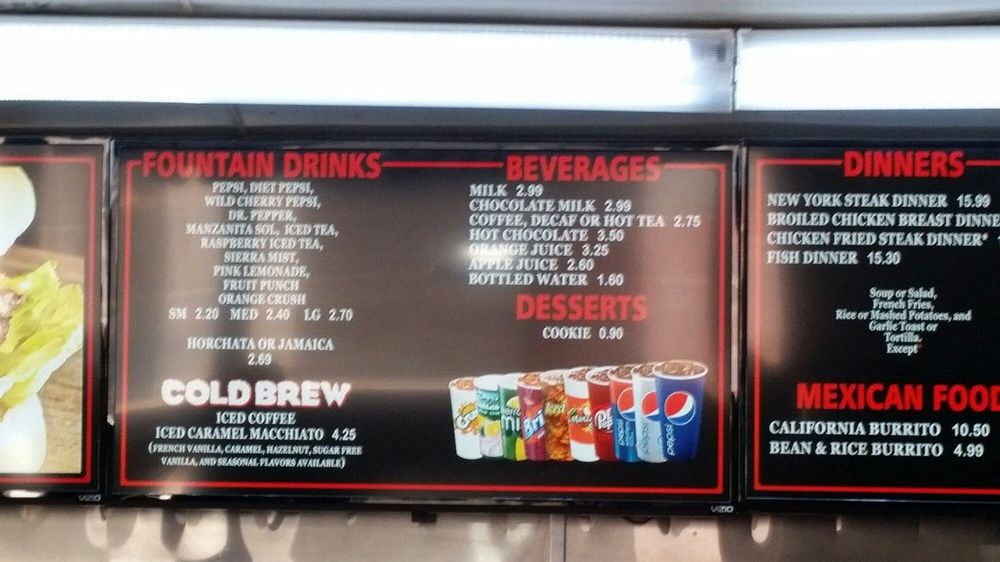 FOUNTAIN DRINKS
PEPSI, DIET PEPSI,
WILD CHERRY PEPSI,
DR. PEPPER,
MANZANITA SOL, ICED TEA,
RASPBERRY ICED TEA,
SIERRA MIST,
PINK LEMONADE,
FRUIT PUNCH
ORANGE CRUSH
SM 2.20 MED 2.40 LG 2.70
HORCHATA OR JAMAICA
2.69
COLD BREW
ICED COFFEE
ICED CARAMEL MACCHIATO 4.25
(FRENCH VANILLA, CARAMEL, HAZELNUT, SUGAR FREE
VANILLA, AND SEASONAL FLAVORS AVAILABLE)
BEVERAGES
MILK 2.99
CHOCOLATE MILK 2.99
COFFEE, DECAF OR HOT TEA 2.75
HOT CHOCOLATE 3.50
ORANGE JUICE 3.25
APPLE JUICE 2.60
BOTTLED WATER 1.60
DESSERTS
COOKIE 0.90
Bri
Iced
pepsi
pepsi
pepsi
DINNERS
NEW YORK STEAK DINNER 15.99
BROILED CHICKEN BREAST DINNE
CHICKEN FRIED STEAK DINNER*
FISH DINNER 15.30
Soup or Salad,
French Fries,
Rice or Mashed Potatoes, and
Garlic Toast or
Tortilla.
Except*
MEXICAN FOOD
CALIFORNIA BURRITO 10.50
BEAN & RICE BURRITO 4.99
VIZIO
VIZIO